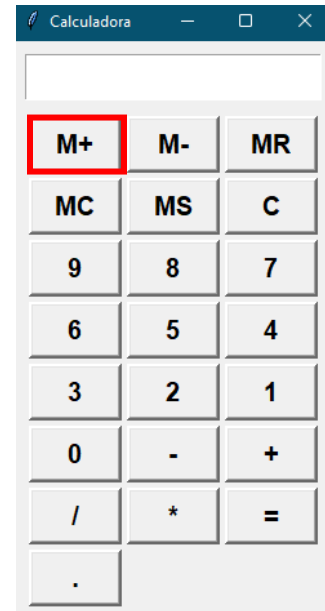 Calculadora
M+ M- MR
MC MS C
9 8 7
6 5 4
3 2 1
0 - +
/ * =
.